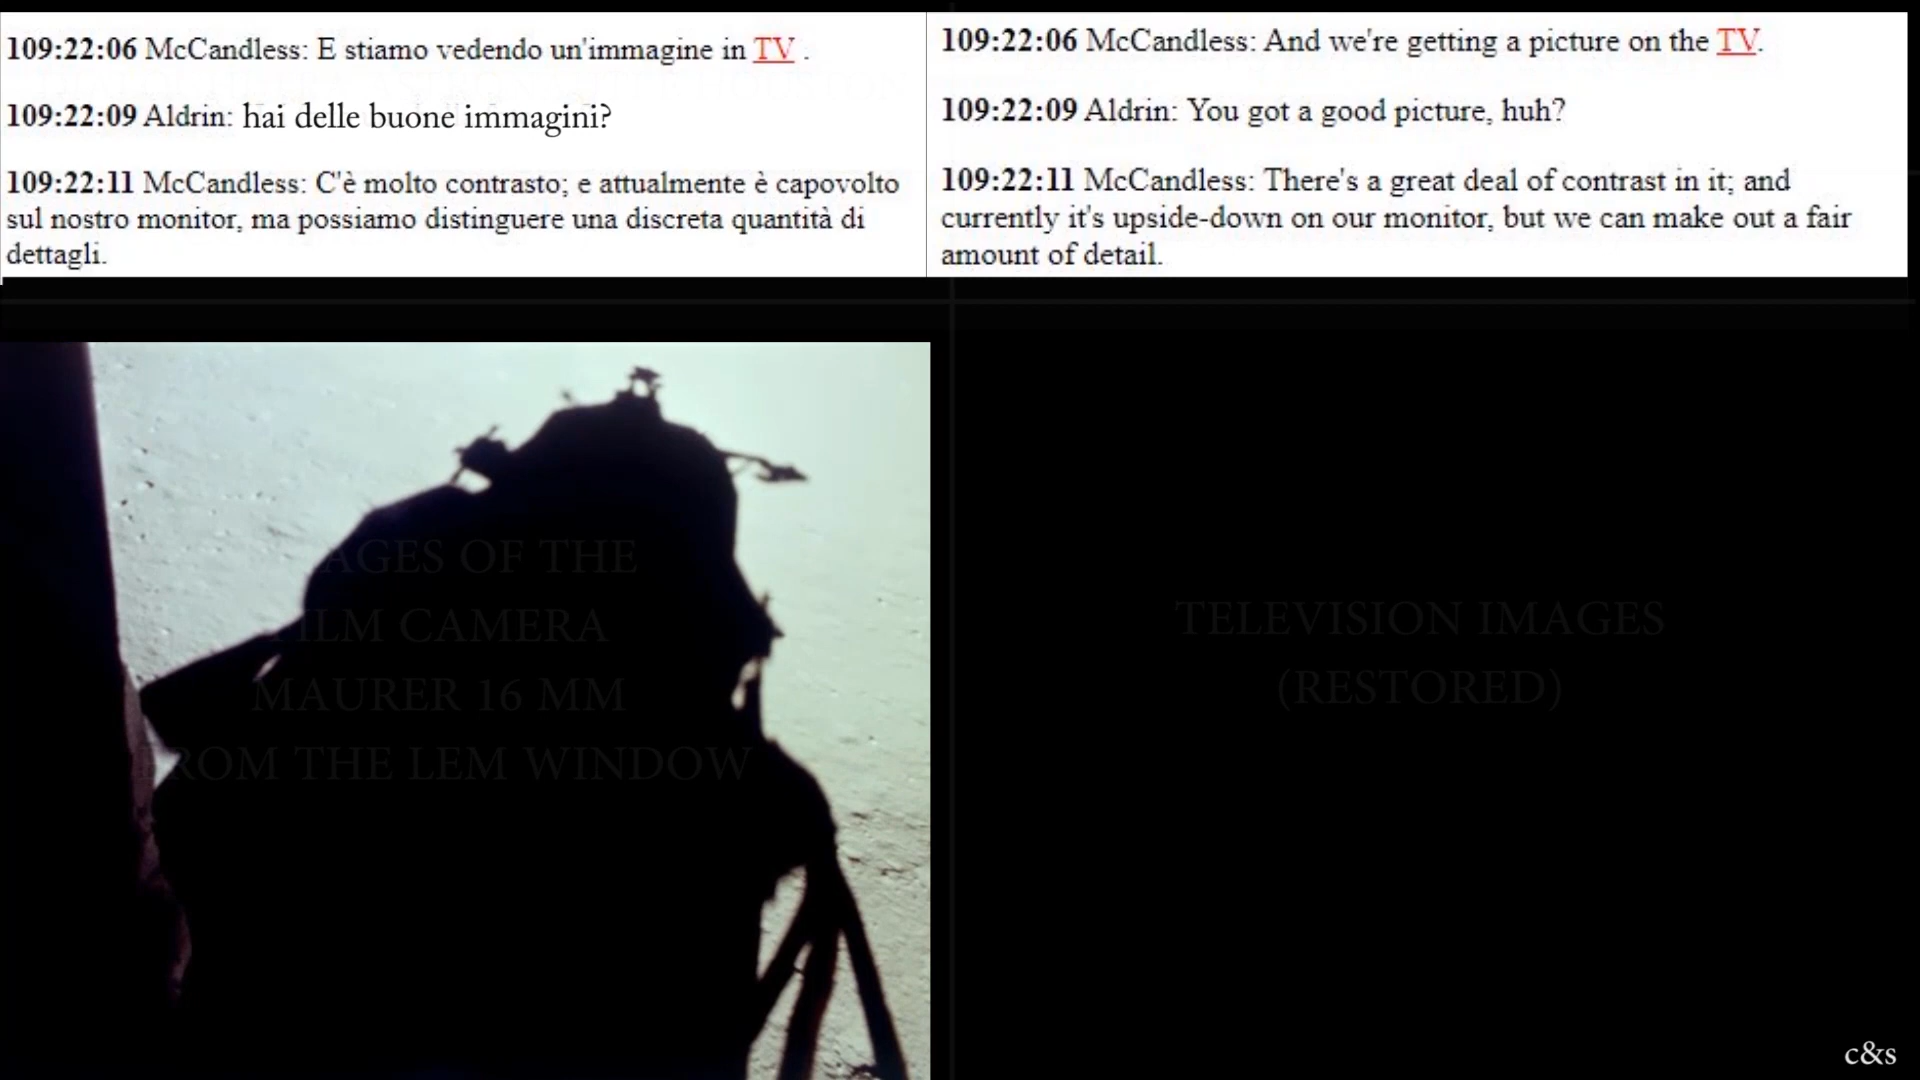 109:22:06 McCandless: E stiamo vedendo un'immagine in TV .
109:22:09 Aldrin: hai delle buone immagini?
109:22:11 McCandless: C'è molto contrasto; e attualmente è capovolto
sul nostro monitor, ma possiamo distinguere una discreta quantità di
dettagli.
109:22:06 McCandless: And we're getting a picture on the TV.
109:22:09 Aldrin: You got a good picture, huh?
109:22:11 McCandless: There's a great deal of contrast in it; and
currently it's upside-down on our monitor, but we can make out a fair
amount of detail.
OF THE
CAMERA
MAURER 16 MM
FROM THE LEM WINDOW
TELEVISION IMAGES
(RESTORED)
c&s